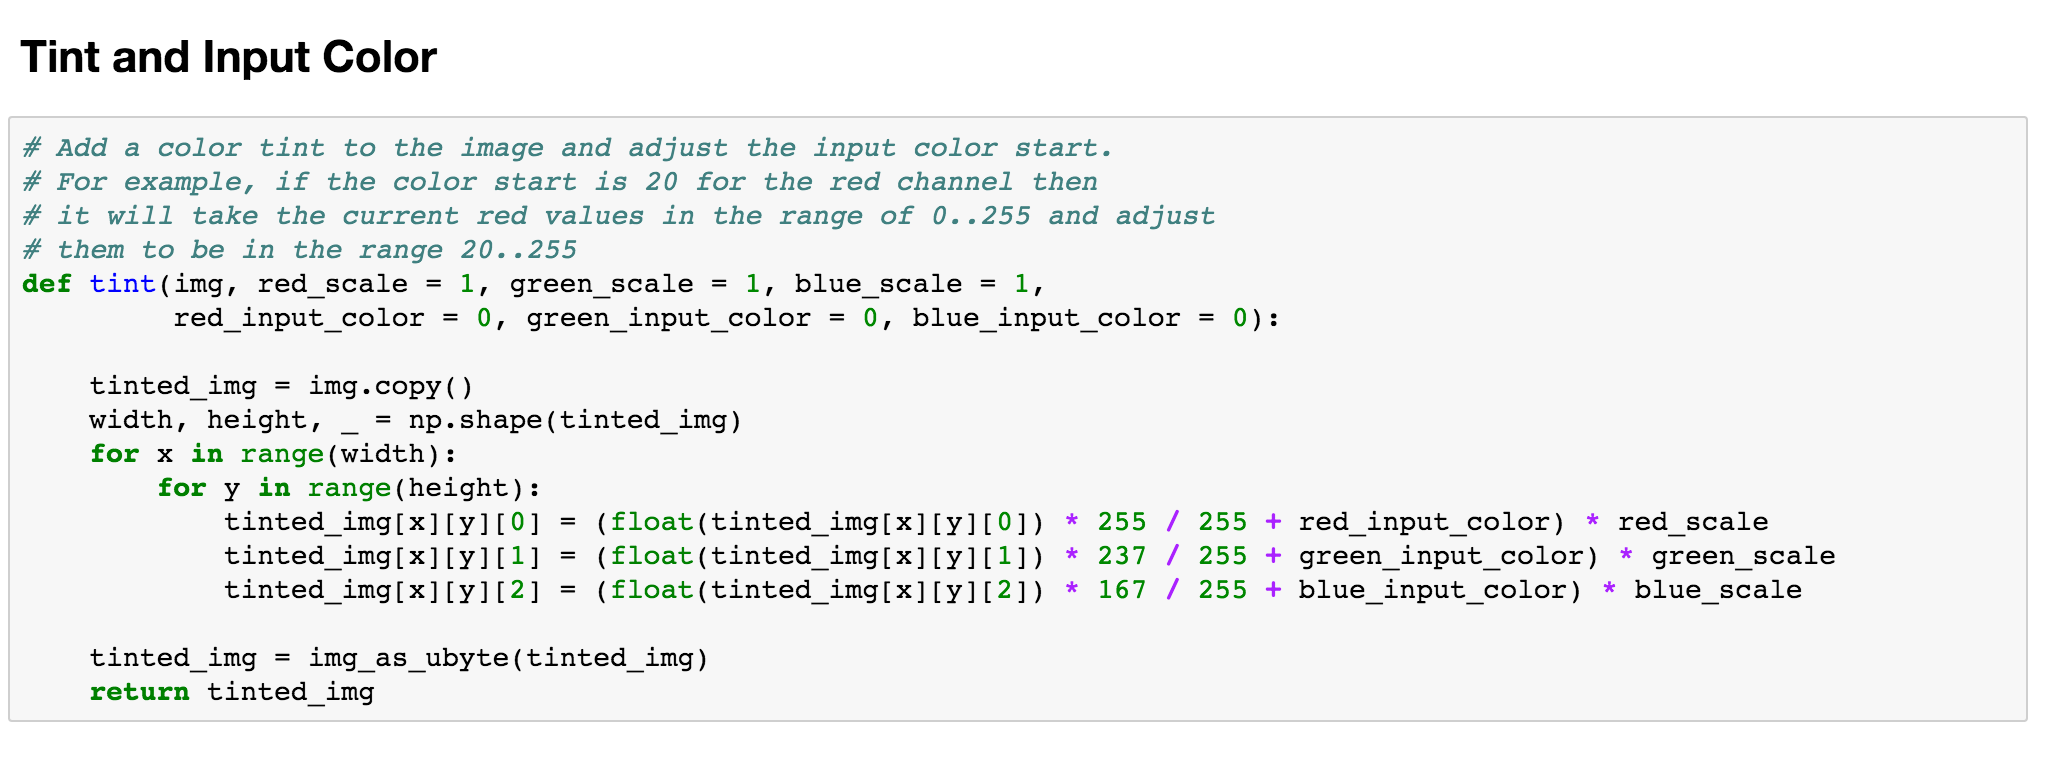 Tint and Input Color
# Add a color tint to the image and adjust the input color start.
# For example, if the color start is 20 for the red channel then
# it will take the current red values in the range of 0..255 and adjust
# them to be in the range 20..255
def tint(img, red_scale = 1, green_scale = 1, blue_scale = 1,
         red_input_color = 0, green_input_color = 0, blue_input_color = 0):
    tinted_img = img.copy()
    width, height, _ = np.shape(tinted_img)
    for x in range(width):
        for y in range(height):
            tinted_img[x][y][0] = (float(tinted_img[x][y][0]) * 255 / 255 + red_input_color) * red_scale
            tinted_img[x][y][1] = (float(tinted_img[x][y][1]) * 237 / 255 + green_input_color) * green_scale
            tinted_img[x][y][2] = (float(tinted_img[x][y][2]) * 167 / 255 + blue_input_color) * blue_scale
    tinted_img = img_as_ubyte(tinted_img)
    return tinted_img